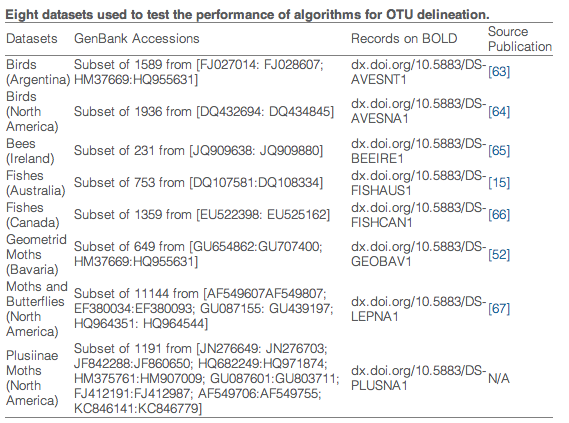 Eight datasets used to test the performance of algorithms for OTU delineation.
Datasets GenBank Accessions Records on BOLD Source Publication
Birds (Argentina) Subset of 1589 from [FJ027014: FJ028607; HM37669:HQ955631] dx.doi.org/10.5883/DS-AVESNT1 [63]
Birds (North America) Subset of 1936 from [DQ432694: DQ434845] dx.doi.org/10.5883/DS-AVESNA1 [64]
Bees (Ireland) Subset of 231 from [JQ909638: JQ909880] dx.doi.org/10.5883/DS-BEEIRE1 [65]
Fishes (Australia) Subset of 753 from [DQ107581:DQ108334] dx.doi.org/10.5883/DS-FISHAUS1 [15]
Fishes (Canada) Subset of 1359 from [EU522398: EU525162] dx.doi.org/10.5883/DS-FISHCAN1 [66]
Geometrid Moths (Bavaria) Subset of 649 from [GU654862:GU707400; HM37669:HQ955631] dx.doi.org/10.5883/DS-GEOBAV1 [52]
Moths and Butterflies (North America) Subset of 11144 from [AF549607AF549807; EF380034:EF380093; GU087155: GU439197; HQ964351: HQ964544] dx.doi.org/10.5883/DS-LEPNA1 [67]
Plusiinae Moths (North America) Subset of 1191 from [JN276649: JN276703; JF842288:JF860650; HQ682249:HQ971874; HM375761:HM907009; GU087601:GU803711; FJ412191:FJ412987; AF549706:AF549755; KC846141:KC846779] dx.doi.org/10.5883/DS-PLUSNA1 N/A